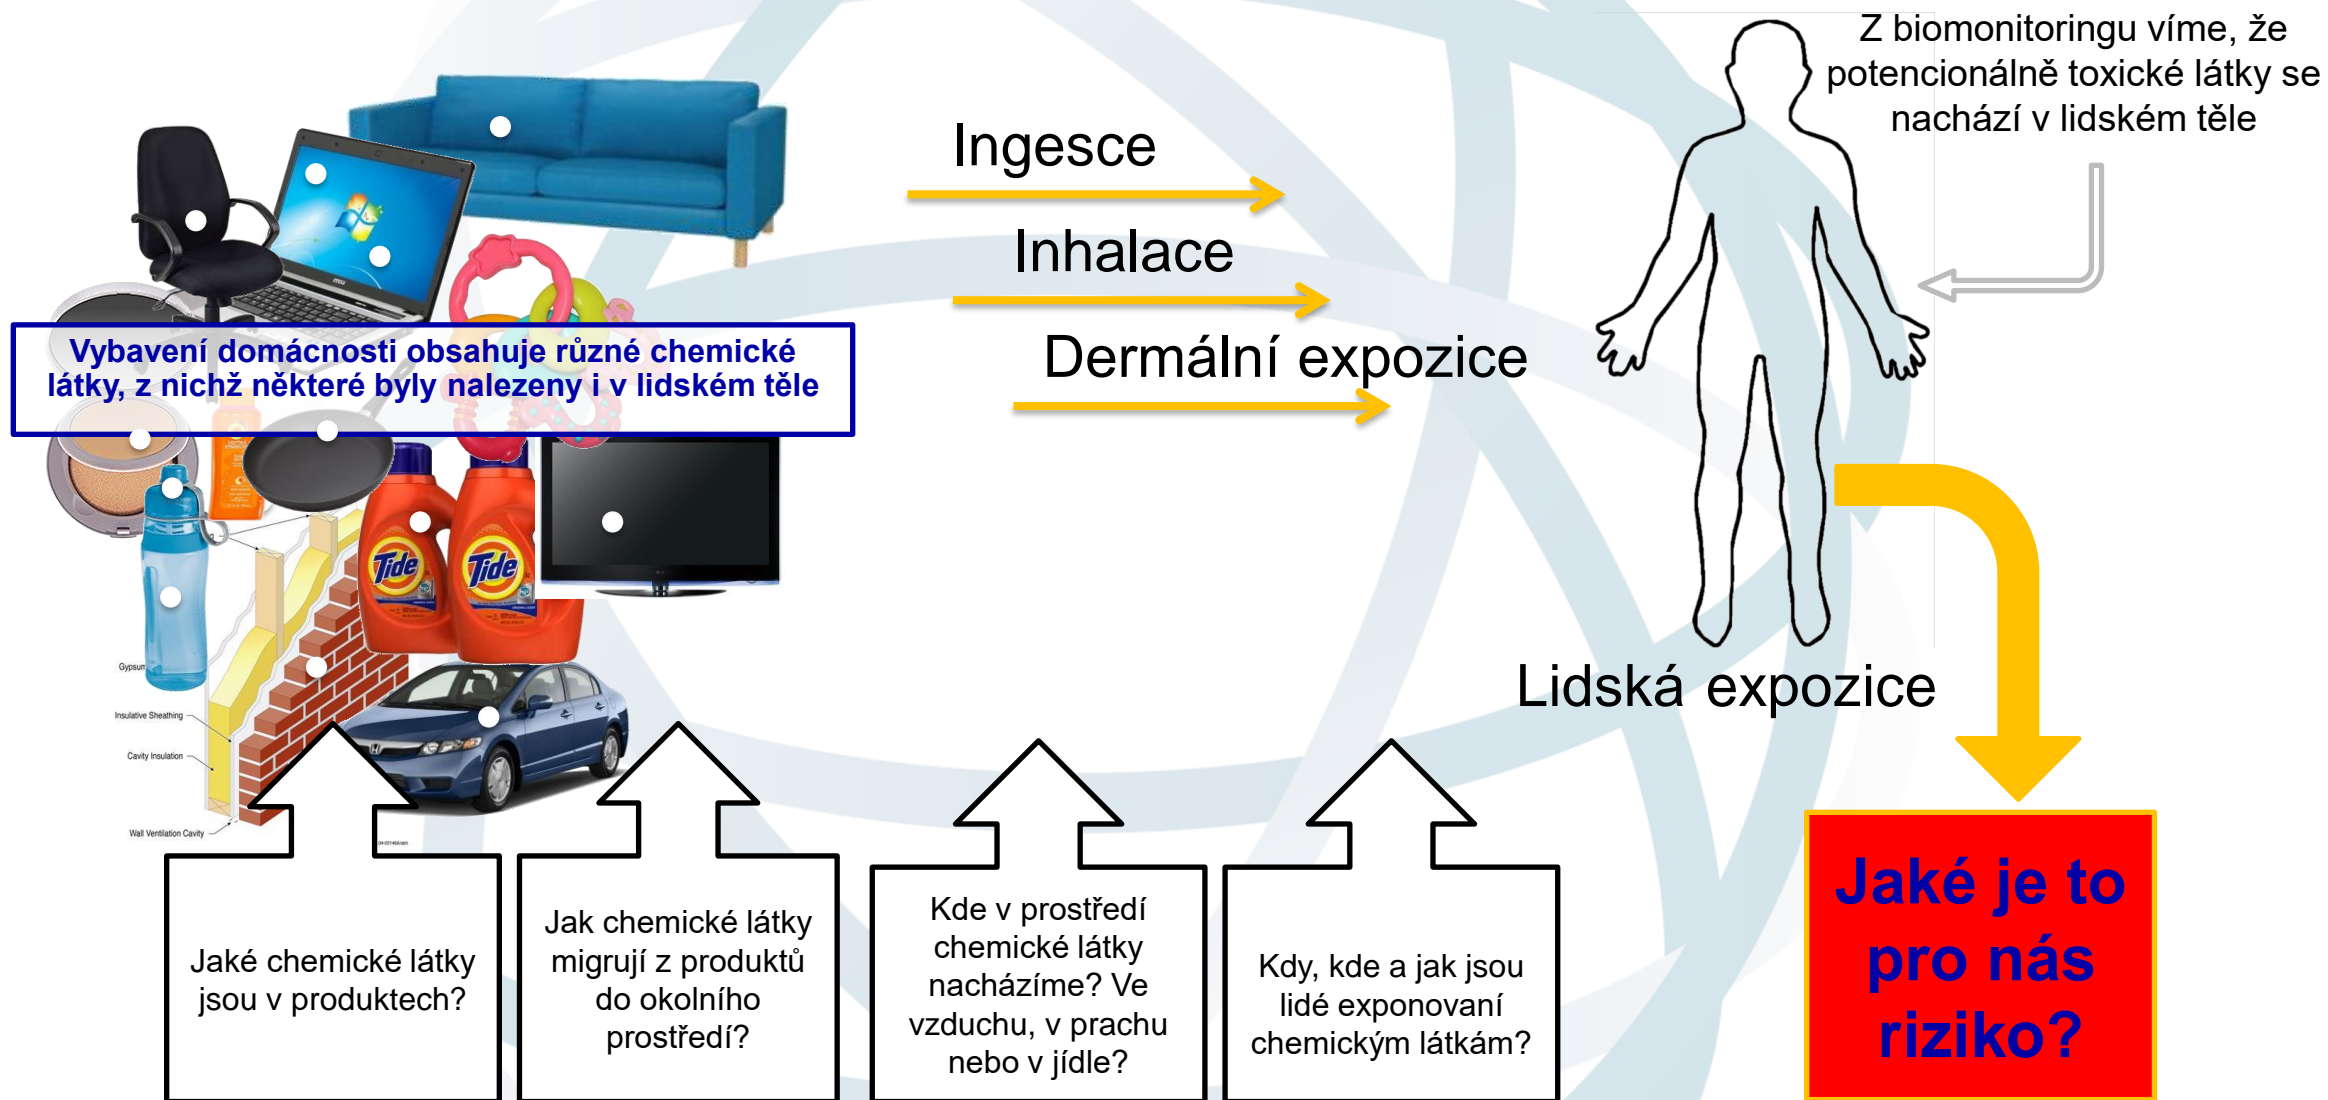 Z biomonitoringu víme, že
potencionálně toxické látky se
nachází v lidském těle
Ingesce
Inhalace
Dermální expozice
Vybavení domácnosti obsahuje různé chemické
látky, z nichž některé byly nalezeny i v lidském těle
Tide
Tide
Gypsum
Insulative Sheathing
Cavity Insulation
Wall Ventilation Cavity
Lidská expozice
Jaké chemické látky
jsou v produktech?
Jak chemické látky
migrují z produktů
do okolního
prostředí?
Kde v prostředí
chemické látky
nacházíme? Ve
vzduchu, v prachu
nebo v jídle?
Kdy, kde a jak jsou
lidé exponovaní
chemickým látkám?
Jaké je to
pro nás
riziko?